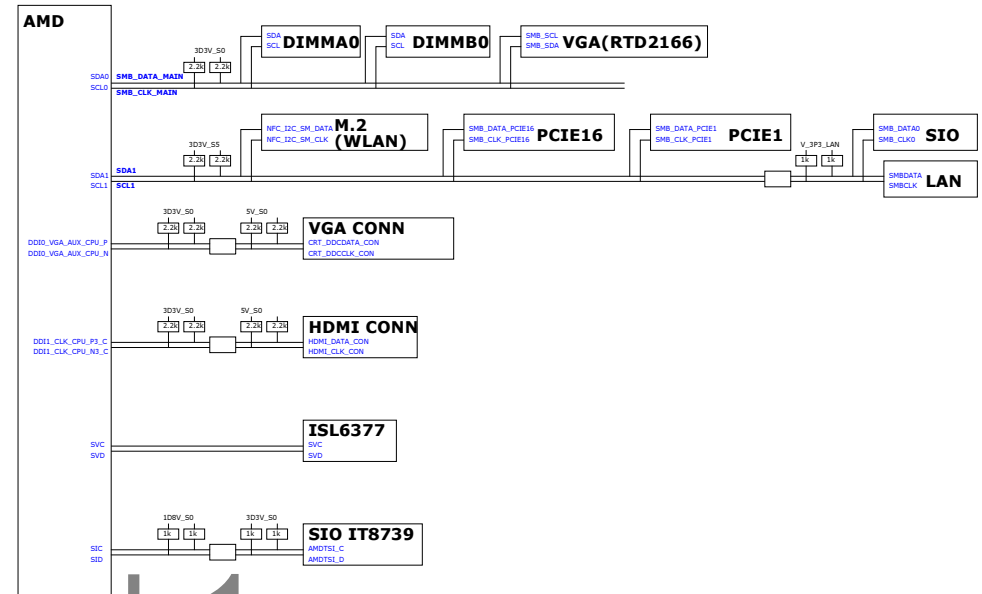 AMD
SDA
SCL DIMMA0
SDA
SCL DIMMB0
SMB_SCL
SMB_SDA VGA(RTD2166)
3D3V_S0
2.2k 2.2k
SDA0 SMB_DATA_MAIN
SCL0
SMB_CLK_MAIN
NFC_I2C_SM_DATA M.2
NFC_I2C_SM_CLK (WLAN)
SMB_DATA_PCIE16
SMB_CLK_PCIE16 PCIE16
SMB_DATA_PCIE1
SMB_CLK_PCIE1 PCIE1
SMB_DATA0
SMB_CLK0 SIO
3D3V_S5
2.2k 2.2k
V_3P3_LAN
1k 1k
SDA1 SDA1
SCL1 SCL1
SMBDATA
SMBCLK LAN
3D3V_S0 5V_S0
2.2k 2.2k 2.2k 2.2k
VGA CONN
DDI0_VGA_AUX_CPU_P CRT_DDCDATA_CON
DDI0_VGA_AUX_CPU_N CRT_DDCCLK_CON
3D3V_S0 5V_S0
2.2k 2.2k 2.2k 2.2k
HDMI CONN
DDI1_CLK_CPU_P3_C HDMI_DATA_CON
DDI1_CLK_CPU_N3_C HDMI_CLK_CON
ISL6377
SVC SVC
SVD SVD
1D8V_S0 3D3V_S0
1k 1k 1k 1k
SIO IT8739
SIC AMDTSI_C
SID AMDTSI_D